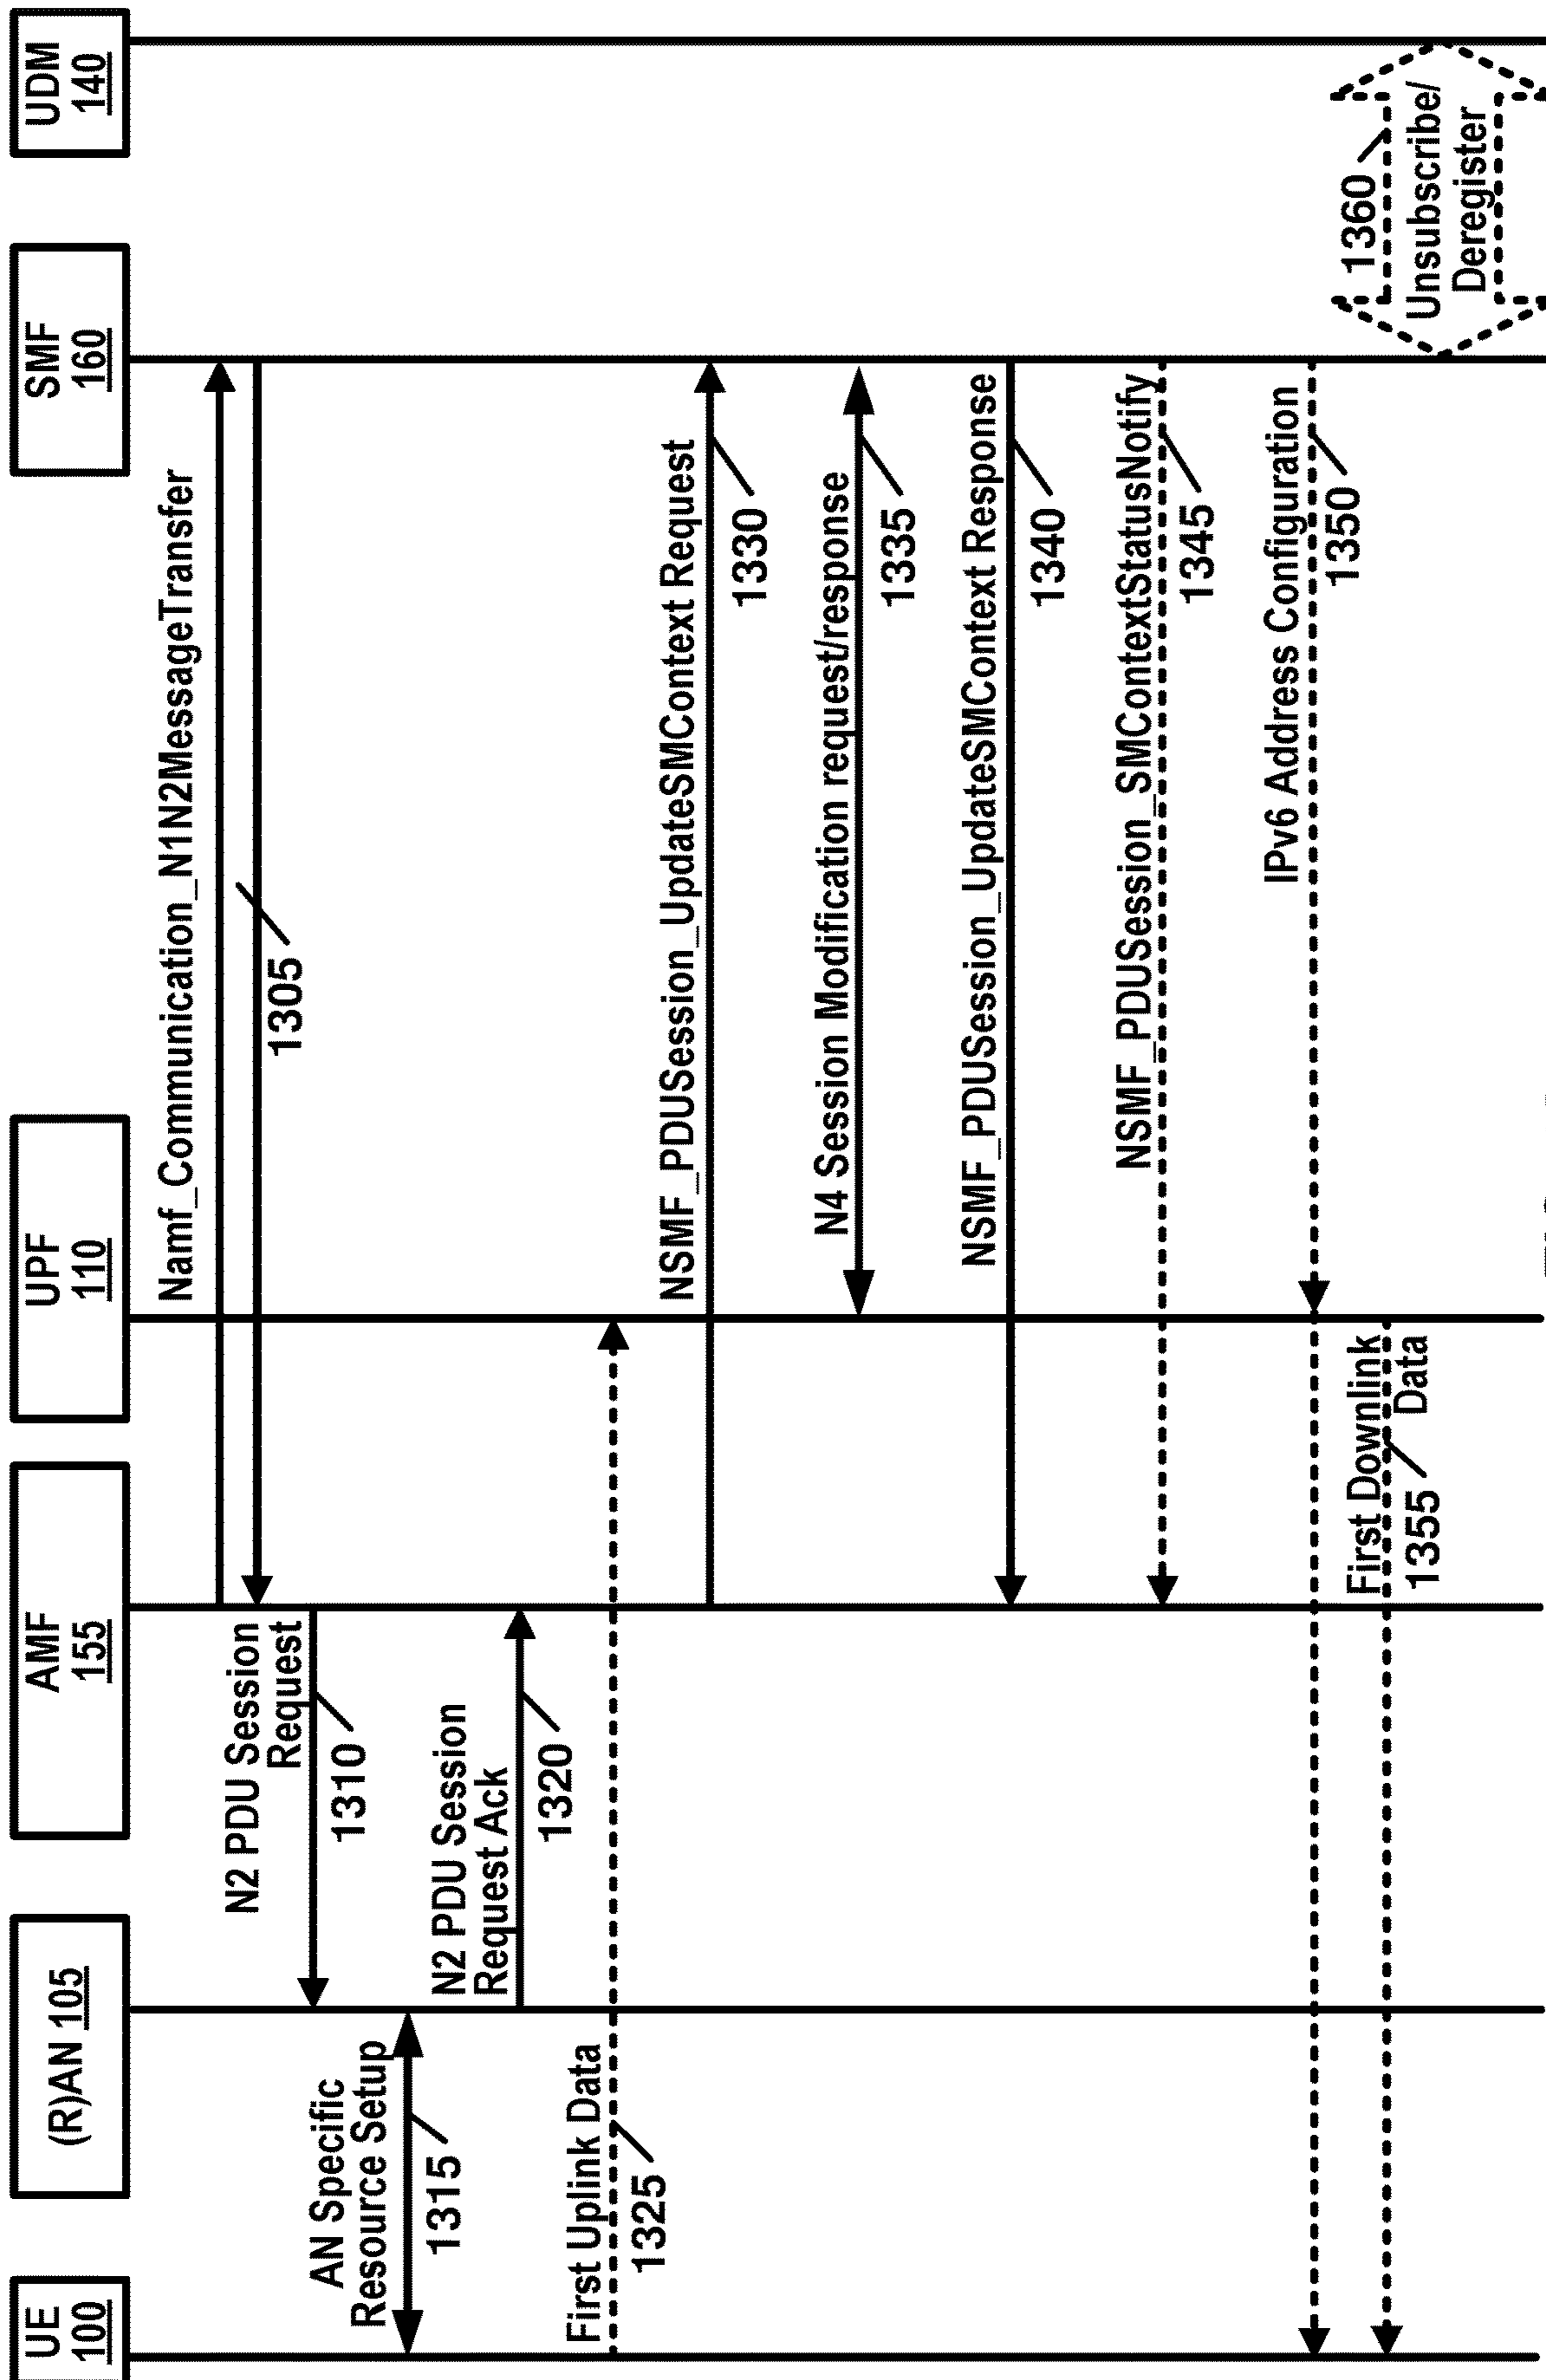 UE
100
(R)AN 105
AMF
155
UPF
110
SMF
160
UDM
140
Namf_Communication_N1N2MessageTransfer
1305
N2 PDU Session
Request
1310
AN Specific
Resource Setup
1315
N2 PDU Session
Request Ack
1320
First Uplink Data
1325
NSMF_PDUSession_UpdateSMContext Request
1330
N4 Session Modification request/response
1335
NSMF_PDUSession_UpdateSMContext Response
1340
NSMF_PDUSession_SMContextStatusNotify
1345
IPv6 Address Configuration
1350
First Downlink
Data
1355
1360
Unsubscribe/
Deregister